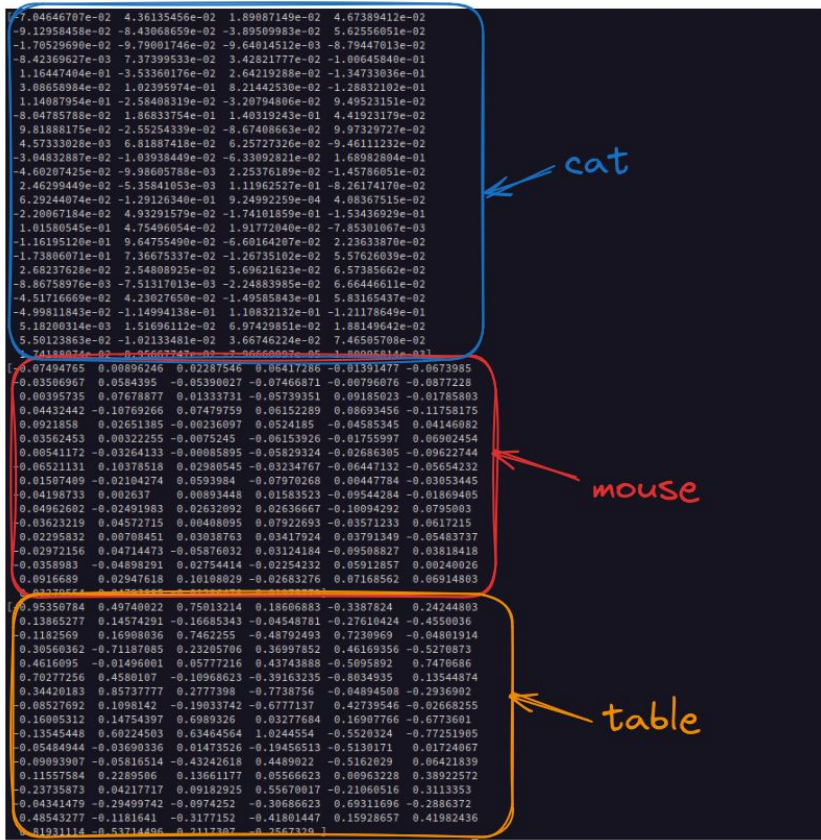 [-7.04646707e-02 4.36135456e-02 1.89087149e-02 4.67389412e-02
-9.12958458e-02 -8.43068659e-02 -3.89509983e-02 5.62556051e-02
-1.70529690e-02 -9.79001746e-02 -9.64014512e-03 -8.79447013e-02
-8.42369627e-03 7.37399533e-02 3.42821777e-02 -1.00645840e-01
1.16447404e-01 -3.53360176e-02 2.64219288e-02 -1.34733036e-01
3.08658984e-02 1.02395974e-01 8.21442530e-02 -1.28832102e-01
1.14087954e-01 -2.58408319e-02 -3.20794806e-02 9.49523151e-02
-8.04785788e-02 1.86833754e-01 1.40319243e-01 4.41923179e-02
9.81888175e-02 -2.55254339e-02 -8.67408663e-02 9.97329727e-02
4.57333028e-03 6.81887418e-02 6.25727326e-02 -9.46111232e-02
-3.04832887e-02 -1.03938449e-02 -6.33092821e-02 1.68982804e-01
-4.60207425e-02 -9.98605788e-03 2.25376189e-02 -1.45786051e-02
2.46299449e-02 -5.35841053e-03 1.11962527e-01 -8.26174170e-02
6.29244074e-02 -1.29126340e-01 9.24992259e-04 4.08367515e-02
-2.20067184e-02 4.93291579e-02 -1.74101859e-01 -1.53436929e-01
1.01580545e-01 4.75496054e-02 1.91772040e-02 -7.85301067e-03
-1.16195120e-01 9.64755490e-02 -6.60164207e-02 2.23633870e-02
-1.73806071e-01 7.36675337e-02 -1.26735102e-02 5.57626039e-02
2.68237628e-02 2.54808925e-02 5.69621623e-02 6.57385662e-02
-8.86758976e-03 -7.51317013e-03 -2.24883985e-02 6.66446611e-02
-4.51716669e-02 4.23027650e-02 -1.49585843e-01 5.83165437e-02
-4.99811843e-02 -1.14994138e-01 1.10832132e-01 -1.21178649e-01
5.18200314e-03 1.51696112e-02 6.97429851e-02 1.88149642e-02
5.50123863e-02 -1.02133481e-02 3.66746224e-02 7.46505708e-02
cat
[-0.07494765 0.00896246 0.02287546 0.06417286 -0.01391477 -0.0673985
-0.03506967 0.0584395 -0.05390027 -0.07466871 -0.00796076 -0.0877228
0.00395735 0.07678877 0.01333731 -0.05739351 0.09185023 -0.01785803
0.04432442 -0.10769266 0.07479759 0.06152289 0.08693456 -0.11758175
0.0921858 0.02651385 -0.00236097 0.0524185 -0.04585345 0.04146082
0.03562453 0.00322255 -0.0075245 -0.06153926 -0.01755997 0.06902454
0.00541172 -0.03264133 -0.00085895 -0.05829324 -0.02686305 -0.09622744
-0.06521131 0.10378518 0.02980545 -0.03234767 -0.06447132 -0.05654232
0.01507409 -0.02104274 0.0593984 -0.07970268 0.00447784 -0.03053445
-0.04198733 0.002637 0.00893448 0.01583523 -0.09544284 -0.01869405
-0.04962602 -0.02491983 0.02632092 0.02636667 -0.10094292 0.0795003
-0.03623219 0.04572715 0.00408095 0.07922693 -0.03571233 0.0617215
0.02295832 0.00708451 0.03038763 0.03417924 0.03791349 -0.05483737
-0.02972156 0.04714473 -0.05876032 0.03124184 -0.09508827 0.03818418
-0.0358983 -0.04898291 0.02754414 -0.02254232 0.05912857 0.00240026
0.0916689 0.02947618 0.10108029 -0.02683276 0.07168562 0.06914803
mouse
[-0.95350784 0.49740022 0.75013214 0.18606883 -0.3387824 0.24244803
0.13865277 0.14574291 -0.16685343 -0.04548781 -0.27610424 -0.4550036
-0.1182569 0.16908036 0.7462255 -0.48792493 0.7230969 -0.04801914
0.30560362 -0.71187085 0.23205706 0.36997852 0.46169356 -0.5270873
0.4616095 -0.01496001 0.05777216 0.43743888 -0.5095892 0.7470686
0.70277256 0.4580107 -0.10968623 -0.39163235 -0.8034935 0.13544874
0.34420183 0.85737777 0.2777398 -0.7738756 -0.04894508 -0.2936902
-0.08527692 0.1098142 -0.19033742 -0.6777137 0.42739546 -0.02668255
0.16005312 0.14754397 0.6989326 0.03277684 0.16907766 -0.6773601
-0.13545448 0.60224503 0.63464564 1.0244554 -0.5520324 -0.77251905
-0.05484944 -0.03690336 0.01473526 -0.19456513 -0.5130171 0.01724067
-0.09093907 -0.05816514 -0.43242618 0.4489022 -0.5162029 0.06421839
0.11557584 0.2289506 0.13661177 0.05566623 0.00963228 0.38922572
-0.23735873 0.04217717 0.09182925 0.55670017 -0.21060516 0.3113353
-0.04341479 -0.29499742 -0.0974252 -0.30686623 0.69311696 -0.2886372
0.48543277 -0.1181641 -0.3177152 -0.41801447 0.15928657 0.41982436
0.81931114 -0.53714496 0.2117307 -0.2567329 ]
table